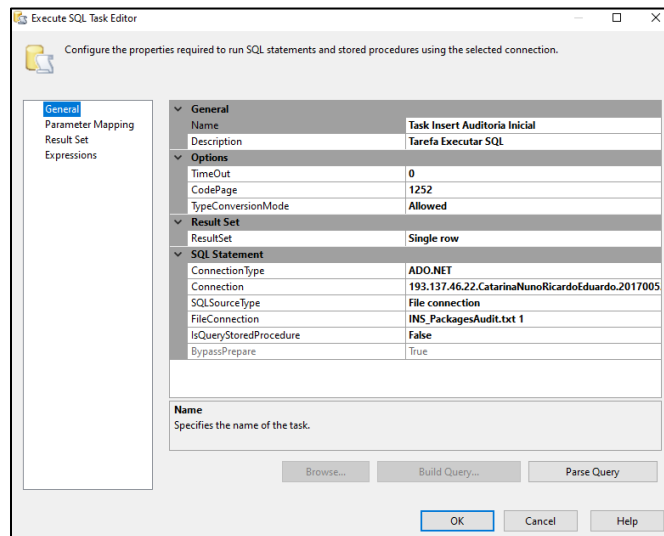 Execute SQL Task Editor
Configure the properties required to run SQL statements and stored procedures using the selected connection.
General
Parameter Mapping
Result Set
Expressions
General
Name Task Insert Auditoria Inicial
Description Tarefa Executar SQL
Options
TimeOut 0
CodePage 1252
TypeConversionMode Allowed
Result Set
ResultSet Single row
SQL Statement
ConnectionType ADO.NET
Connection 193.137.46.22.CatarinaNunoRicardoEduardo.2017005.
SQLSourceType File connection
FileConnection INS_PackagesAudit.txt 1
IsQueryStoredProcedure False
BypassPrepare True
Name
Specifies the name of the task.
Browse... Build Query... Parse Query
OK Cancel Help